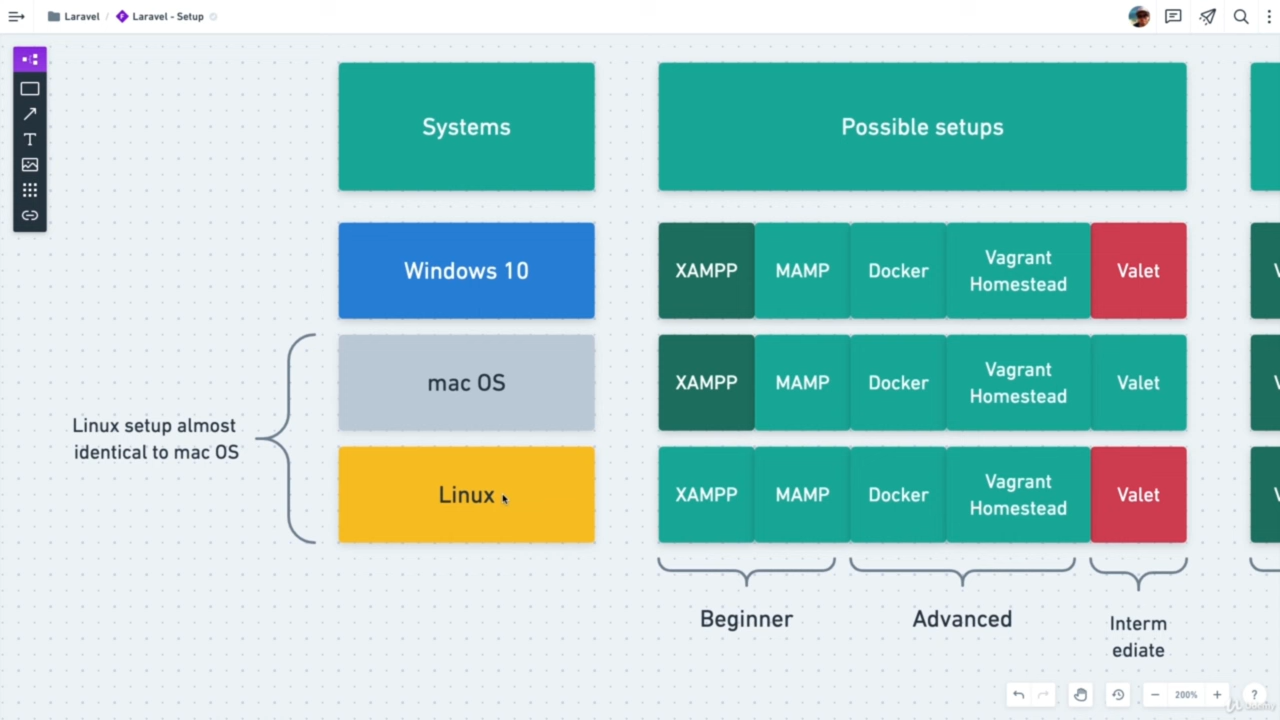 Laravel / Laravel - Setup
Systems
Possible setups
Windows 10
XAMPP
MAMP
Docker
Vagrant
Homestead
Valet
mac OS
XAMPP
MAMP
Docker
Vagrant
Homestead
Valet
Linux setup almost
identical to mac OS
Linux
XAMPP
MAMP
Docker
Vagrant
Homestead
Valet
Beginner
Advanced
Interm
ediate
200%
?
Udemy